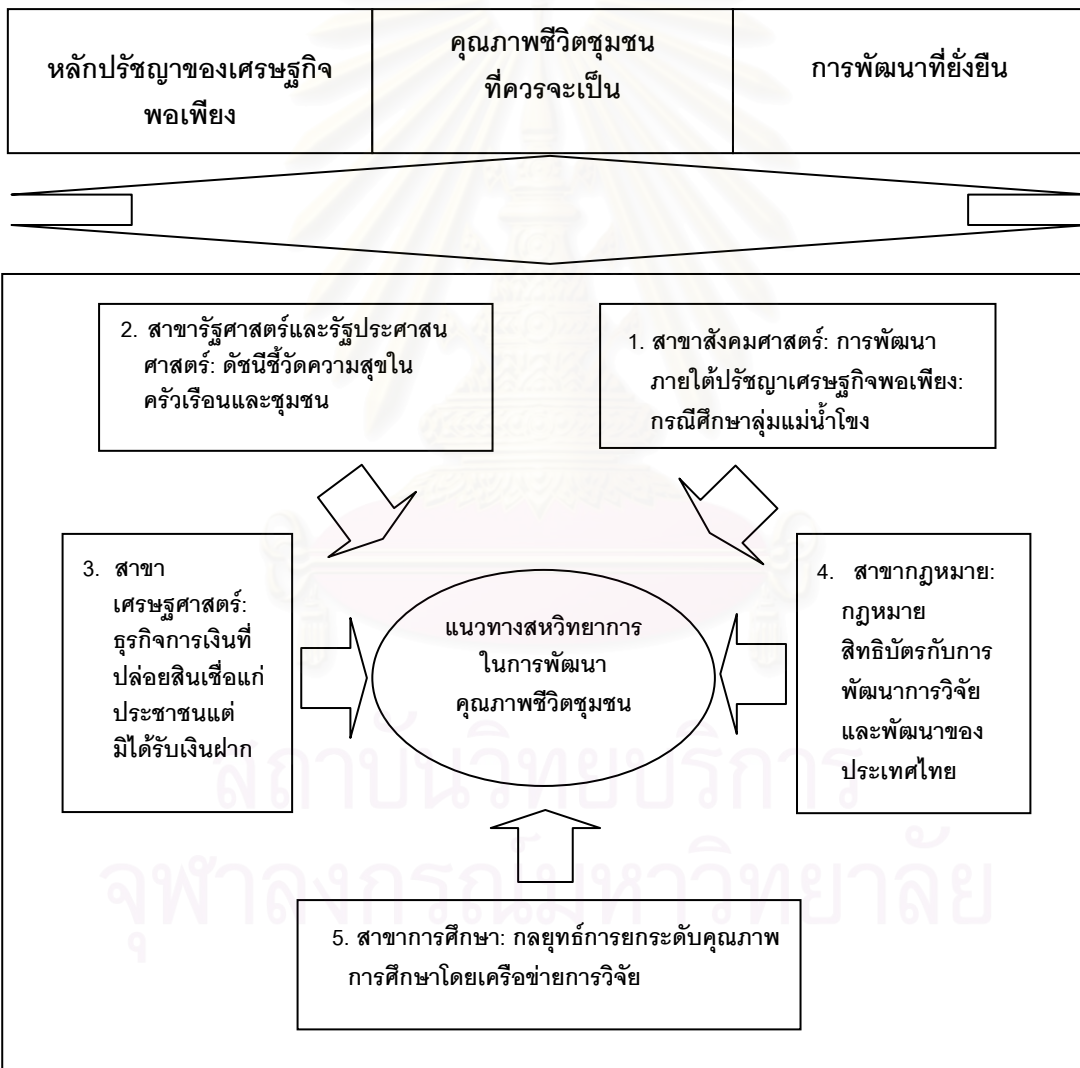 หลักปรัชญาของเศรษฐกิจ
พอเพียง
คุณภาพชีวิตชุมชน
ที่ควรจะเป็น
การพัฒนาที่ยั่งยืน
2. สาขารัฐศาสตร์และรัฐประศาสน
ศาสตร์: ดัชนีชี้วัดความสุขใน
ครัวเรือนและชุมชน
1. สาขาสังคมศาสตร์: การพัฒนา
ภายใต้ปรัชญาเศรษฐกิจพอเพียง:
กรณีศึกษาลุ่มแม่น้ำโขง
3. สาขา
เศรษฐศาสตร์:
ธุรกิจการเงินที่
ปล่อยสินเชื่อแก่
ประชาชนแต่
มิได้รับเงินฝาก
แนวทางสหวิทยาการ
ในการพัฒนา
คุณภาพชีวิตชุมชน
4. สาขากฎหมาย:
กฎหมาย
สิทธิบัตรกับการ
พัฒนาการวิจัย
และพัฒนาของ
ประเทศไทย
5. สาขาการศึกษา: กลยุทธ์การยกระดับคุณภาพ
การศึกษาโดยเครือข่ายการวิจัย
สถาบันวิทยบริการ
จุฬาลงกรณ์มหาวิทยาลัย